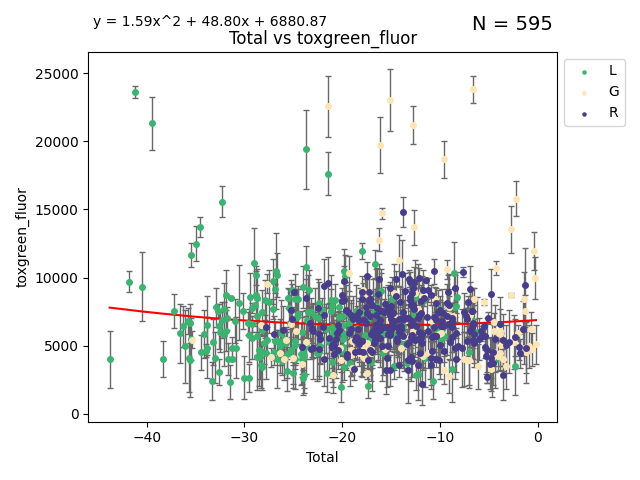 y = 1.59x^2 + 48.80x + 6880.87
N = 595
Total vs toxgreen_fluor
25000
20000
15000
10000
5000
0
toxgreen_fluor
−40
−30
−20
−10
0
Total
L
G
R